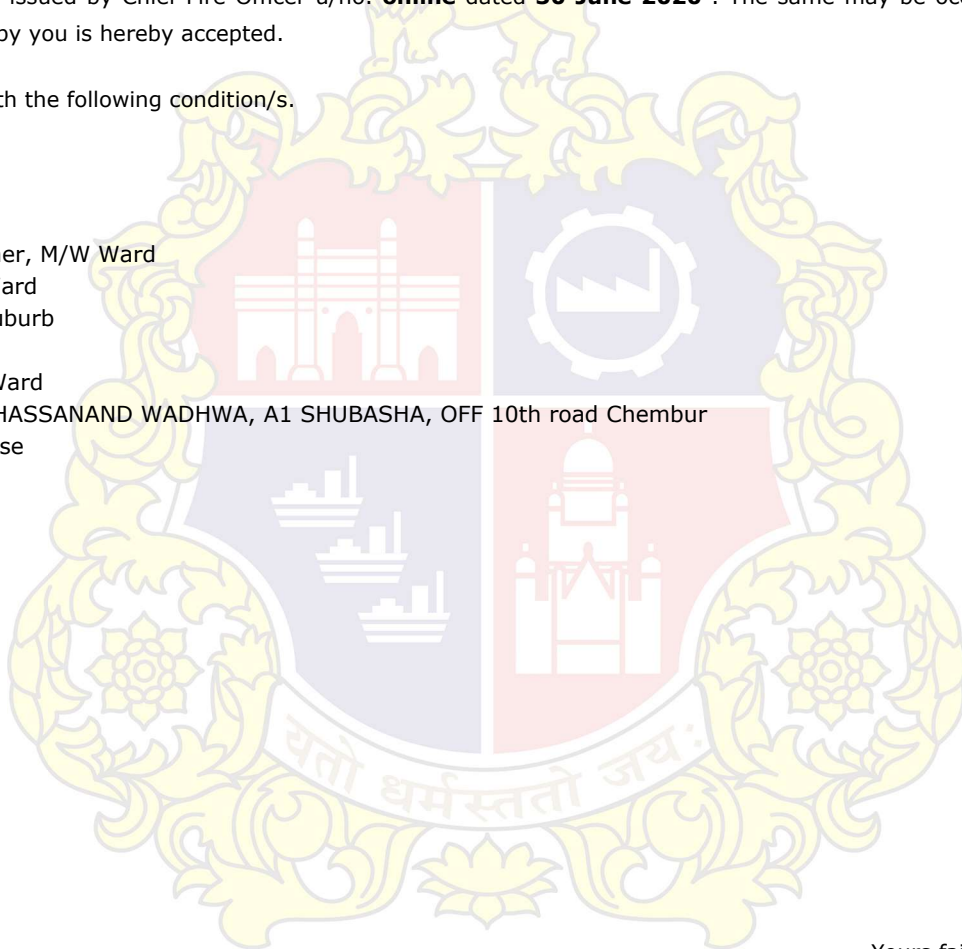 issued by Chief Fire Officer u/no. online dated 30 June 2020 . The same may be occ
by you is hereby accepted.
th the following condition/s.
er, M/W Ward
ard
uburb
Ward
HASSANAND WADHWA, A1 SHUBASHA, OFF 10th road Chembur
se
यतो धर्मस्ततो जयः
Yours fai